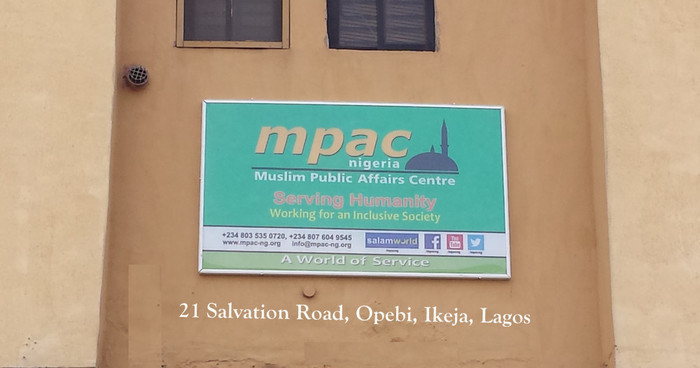 mpac
nigeria
Muslim Public Affairs Centre
Serving Humanity
Working for an Inclusive Society
+234 803 535 0720, +234 807 604 9545
www.mpac-ng.org info@mpac-ng.org
salamworld
You Tube
A World of Service
21 Salvation Road, Opebi, Ikeja, Lagos